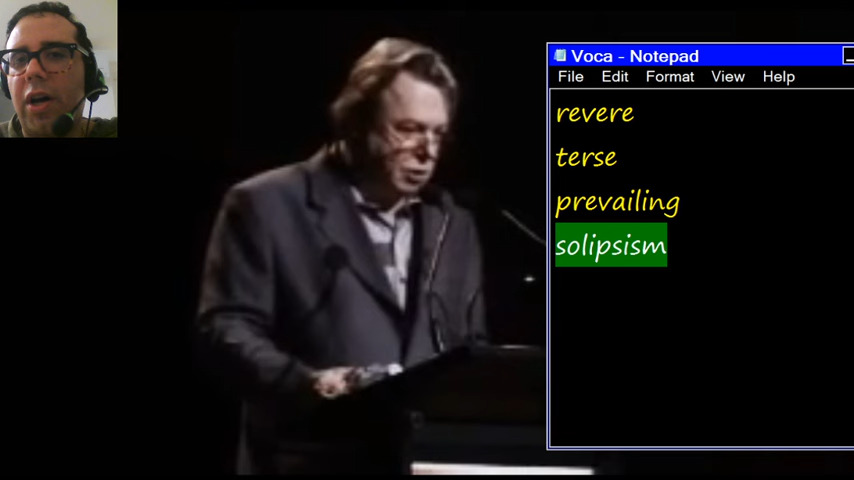 Voca - Notepad
File Edit Format View Help
revere
terse
prevailing
solipsism